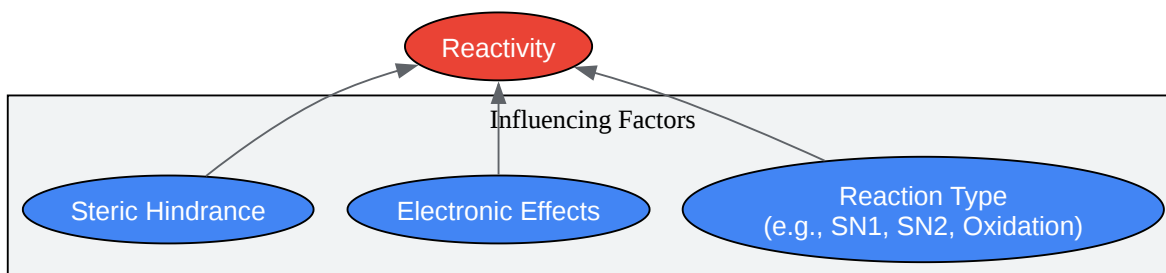 Reactivity
Influencing Factors
Steric Hindrance
Electronic Effects
Reaction Type
(e.g., SN1, SN2, Oxidation)